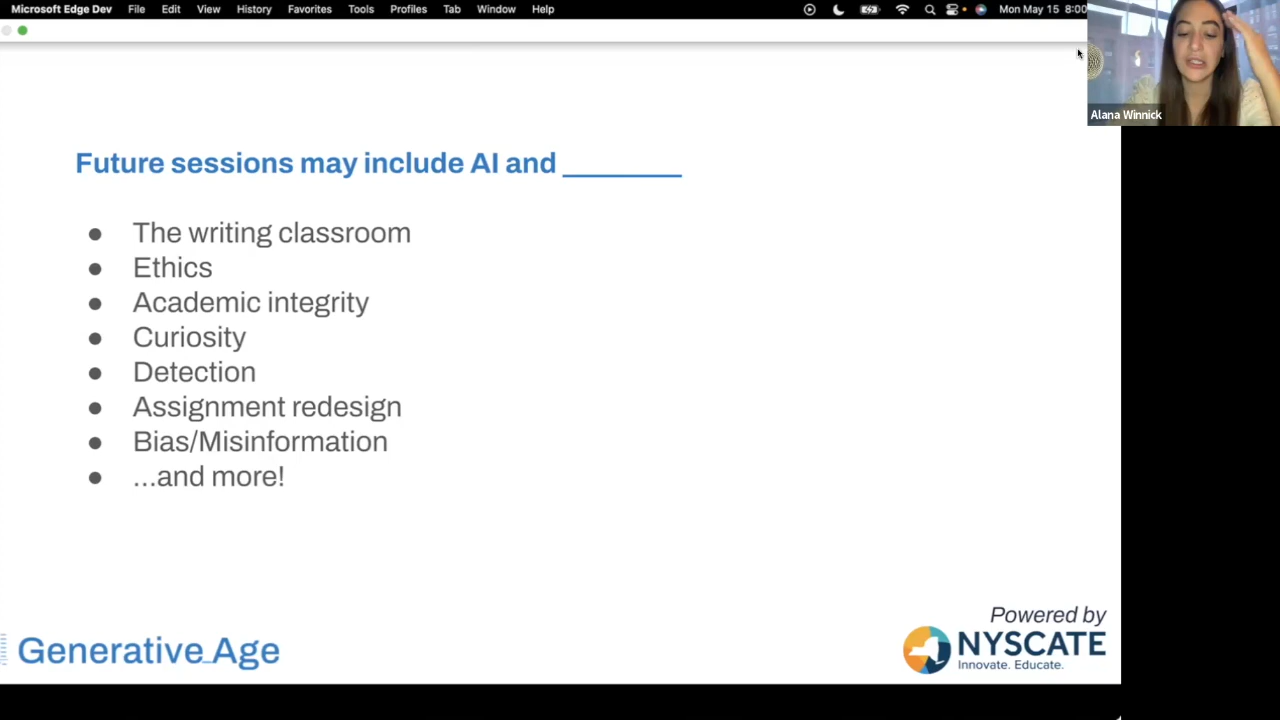 Microsoft Edge Dev File Edit View History Favorites Tools Profiles Tab Window Help Mon May 15 8:00
Alana Winnick
Future sessions may include AI and ________
● The writing classroom
● Ethics
● Academic integrity
● Curiosity
● Detection
● Assignment redesign
● Bias/Misinformation
● ...and more!
Powered by
NYSCATE
Innovate. Educate.
Generative_Age